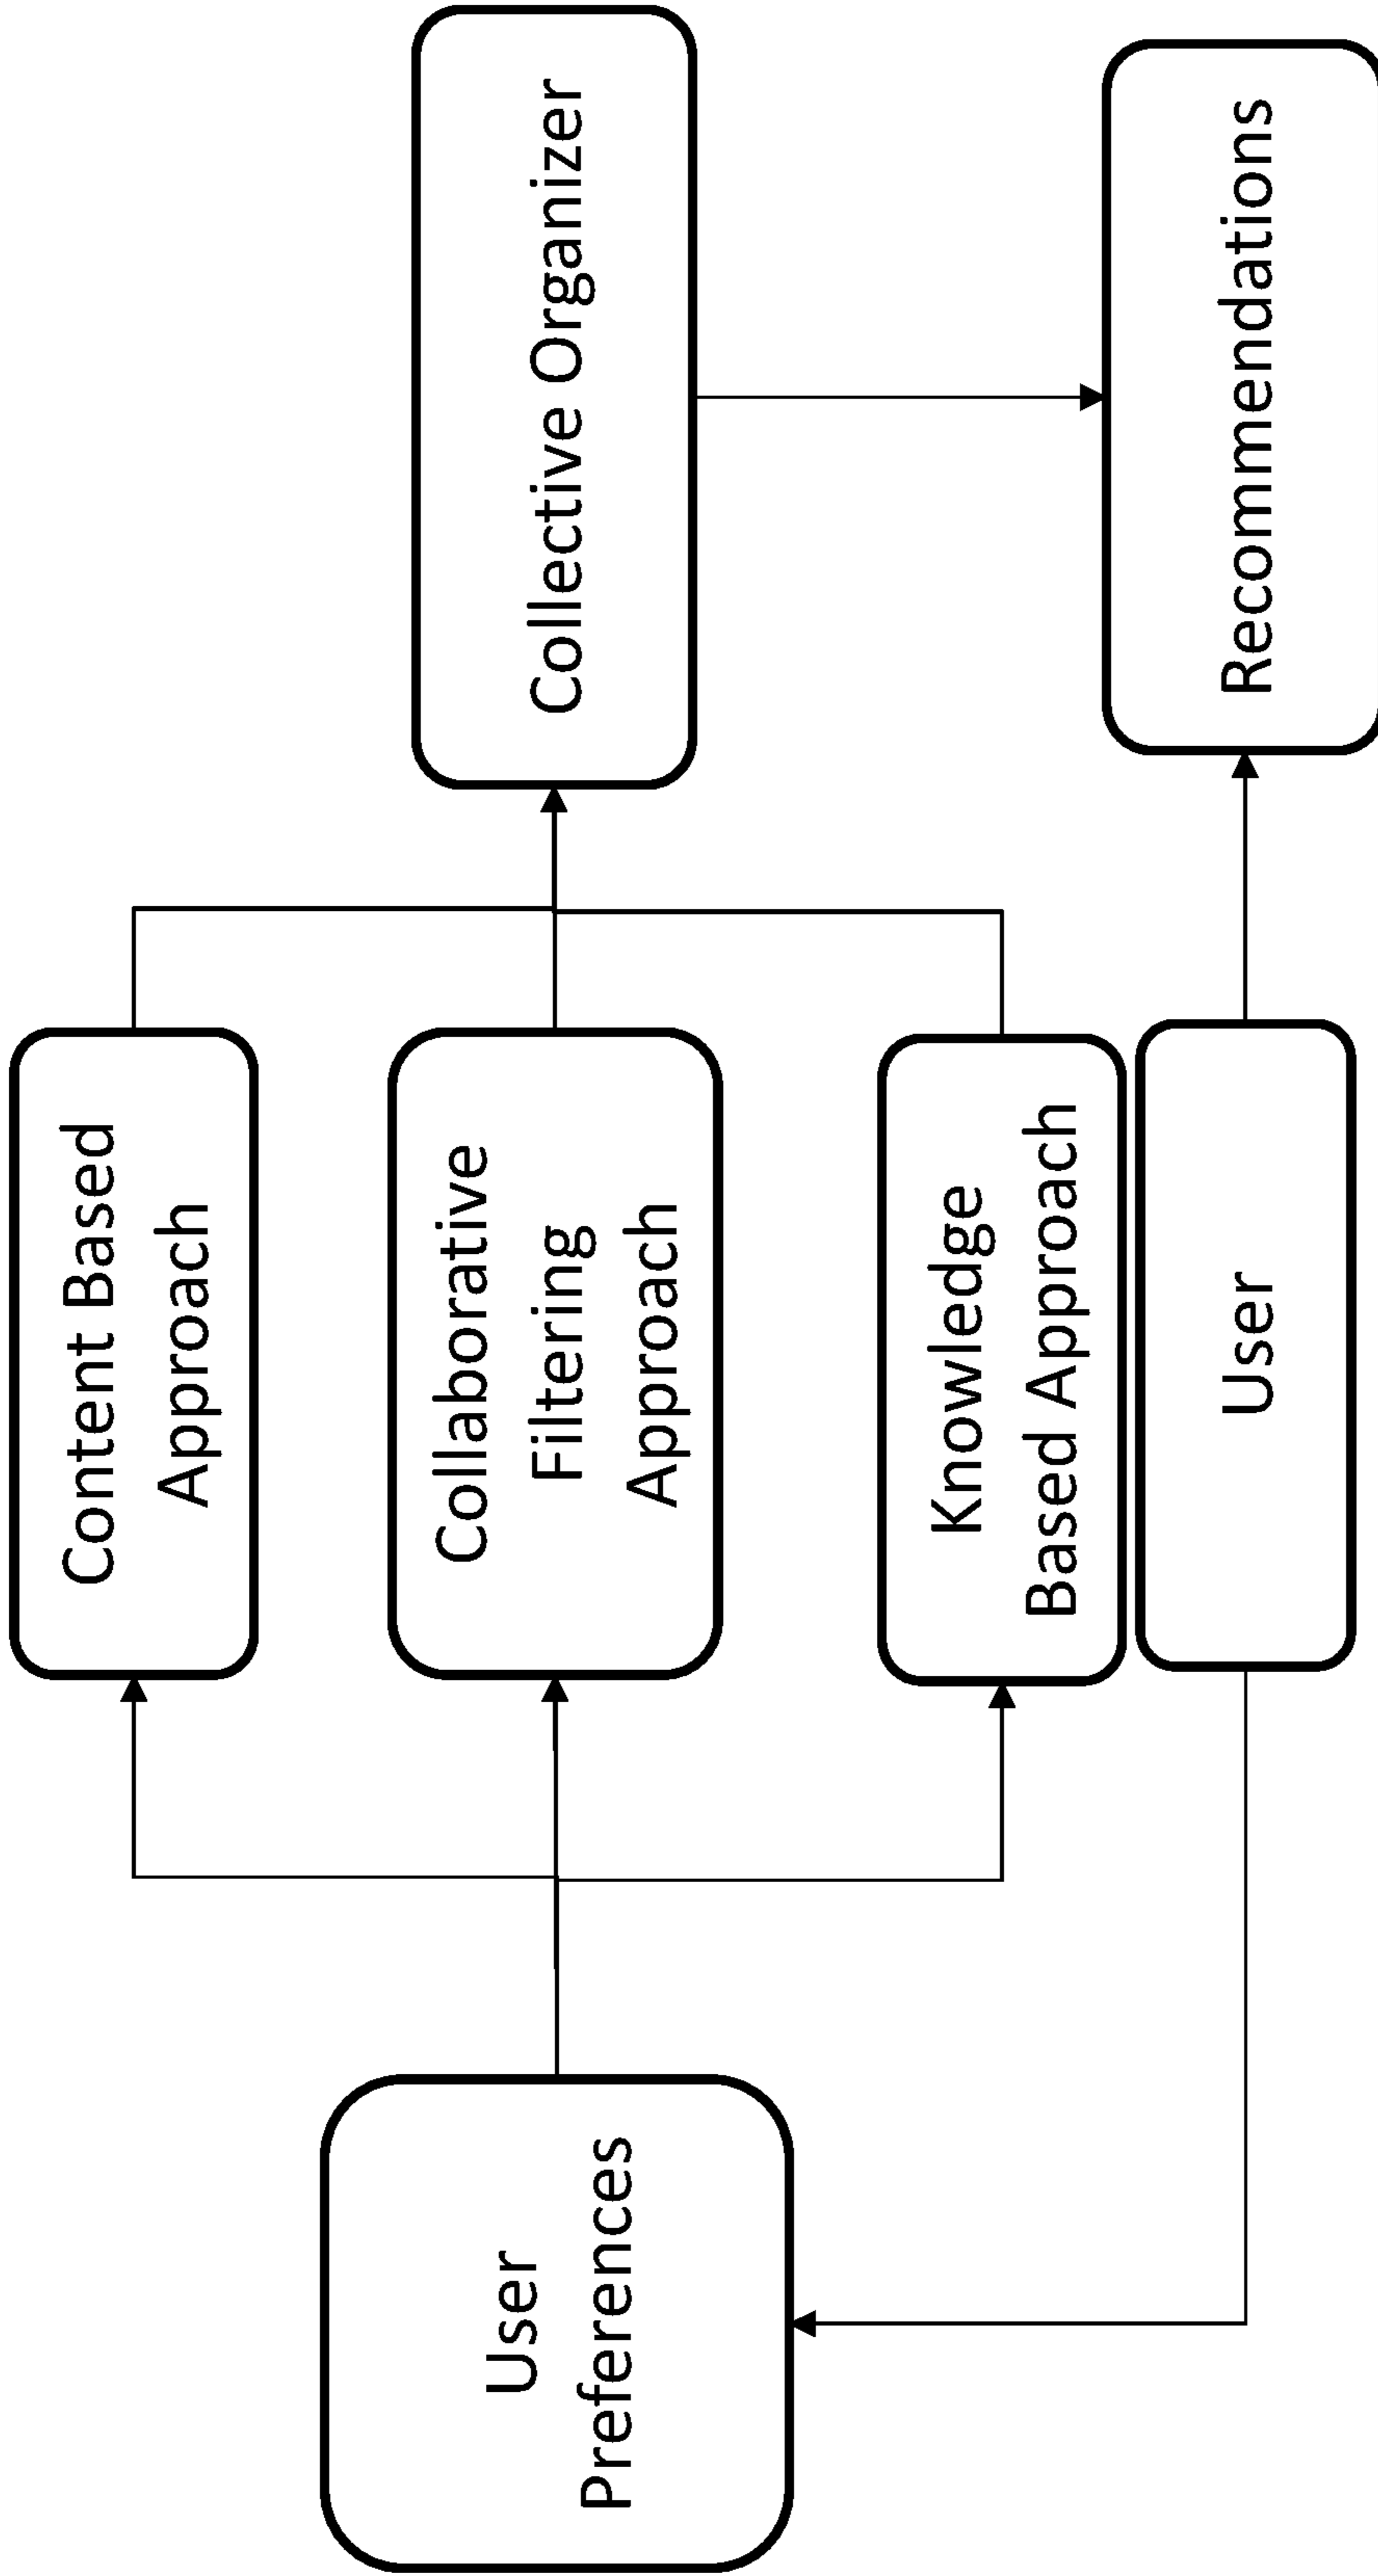 Content Based
Approach
User
Preferences
Collaborative
Filtering
Approach
Collective Organizer
Knowledge
Based Approach
User
Recommendations